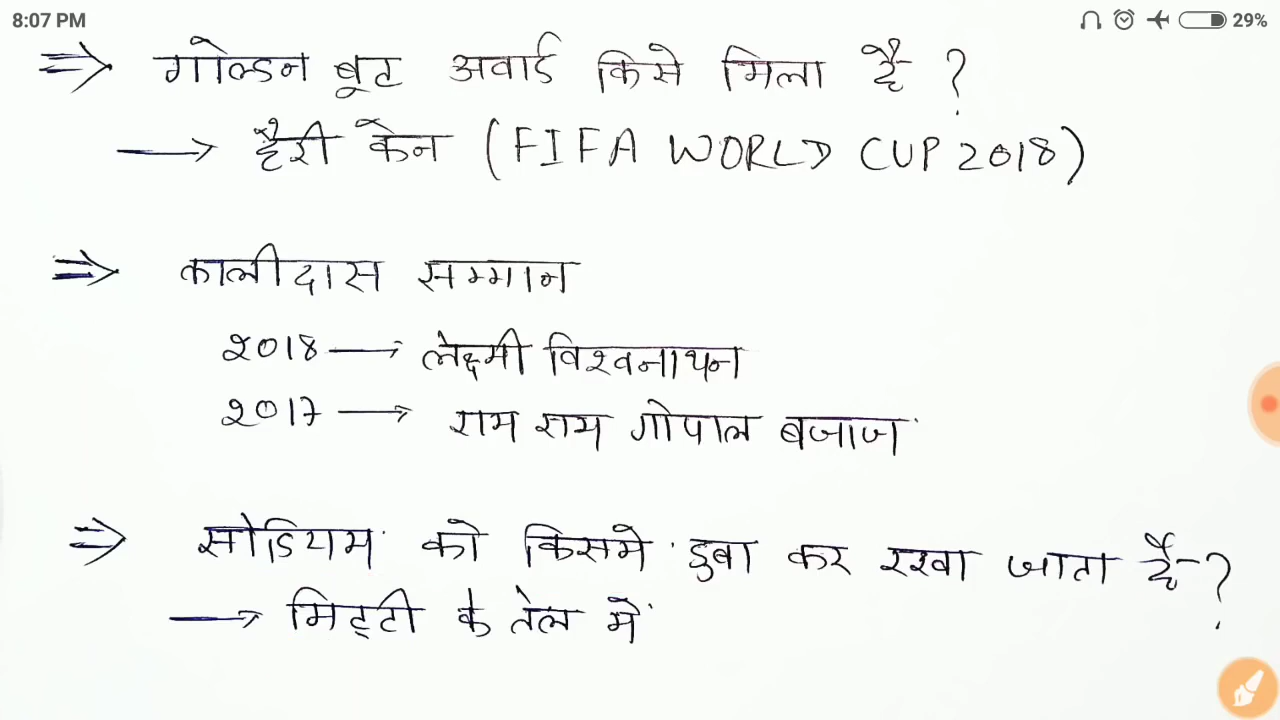 8:07 PM 29%
⇒ गोल्डन बूट अवार्ड किसे मिला है ?
→ हैरी केन (FIFA WORLD CUP 2018)
⇒ कालीदास सम्मान
2018 → लक्ष्मी विश्वनाथन
2017 → राम राम गोपाल बजाज
⇒ सोडियम को किसमे डुबा कर रखा जाता है ?
→ मिट्टी के तेल में